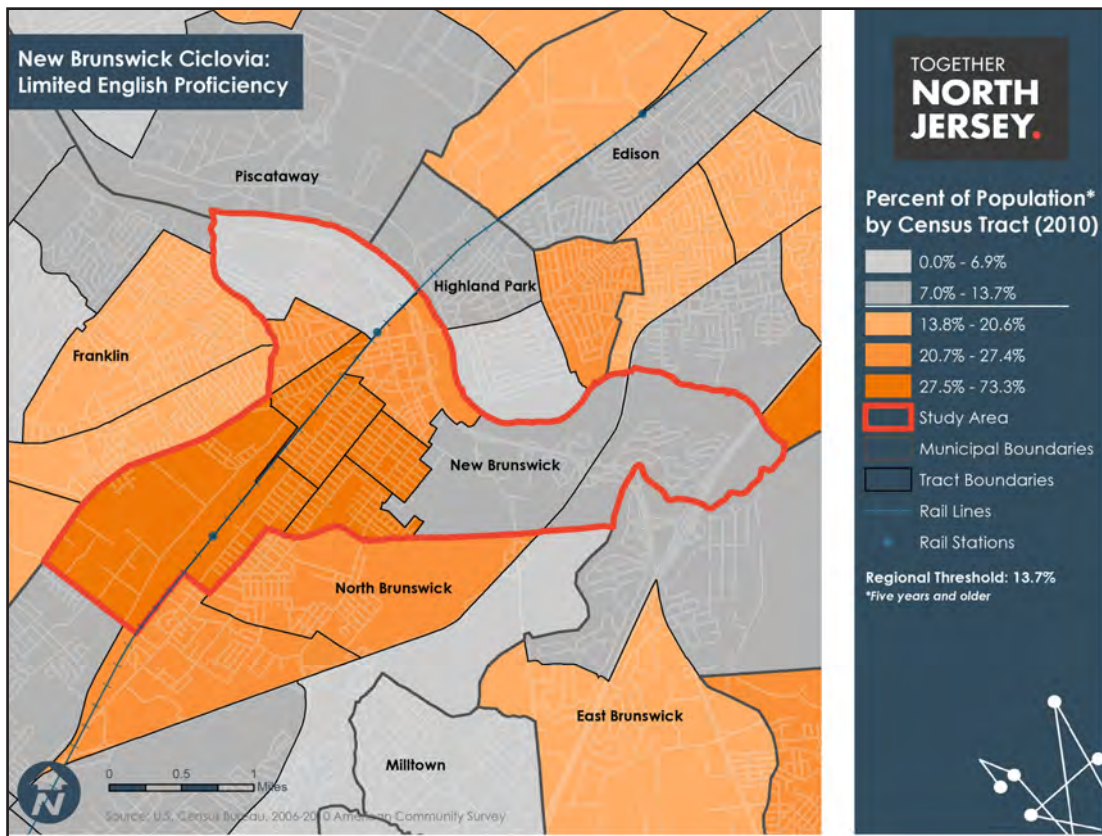 New Brunswick Ciclovia:
Limited English Proficiency
Piscataway
Edison
Highland Park
Franklin
New Brunswick
North Brunswick
East Brunswick
Milltown
N
0 0.5 1
Miles
Source: U.S. Census Bureau, 2006-2010 American Community Survey
TOGETHER
NORTH
JERSEY.
Percent of Population*
by Census Tract (2010)
0.0% - 6.9%
7.0% - 13.7%
13.8% - 20.6%
20.7% - 27.4%
27.5% - 73.3%
Study Area
Municipal Boundaries
Tract Boundaries
Rail Lines
Rail Stations
Regional Threshold: 13.7%
*Five years and older